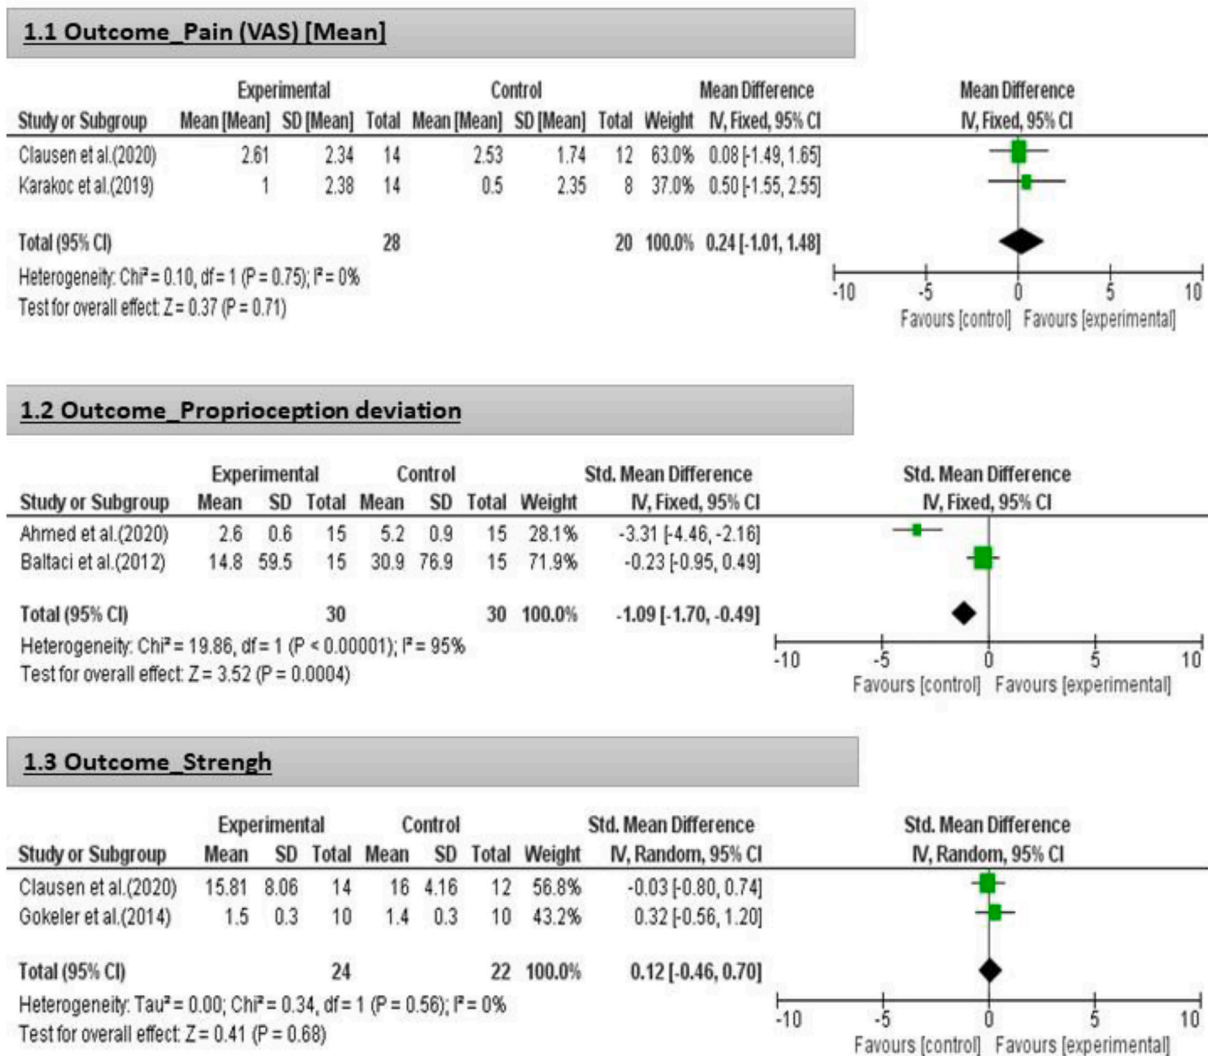 1.1 Outcome_Pain (VAS) [Mean]
Experimental Control Mean Difference Mean Difference
Study or Subgroup Mean [Mean] SD [Mean] Total Mean [Mean] SD [Mean] Total Weight IV, Fixed, 95% CI IV, Fixed, 95% CI
Clausen et al.(2020) 2.61 2.34 14 2.53 1.74 12 63.0% 0.08 [-1.49, 1.65]
Karakoc et al.(2019) 1 2.38 14 0.5 2.35 8 37.0% 0.50 [-1.55, 2.55]
Total (95% CI) 28 20 100.0% 0.24 [-1.01, 1.48]
Heterogeneity: Chi² = 0.10, df = 1 (P = 0.75); I² = 0%
Test for overall effect: Z = 0.37 (P = 0.71)
-10 -5 0 5 10
Favours [control] Favours [experimental]
1.2 Outcome_Proprioception deviation
Experimental Control Std. Mean Difference Std. Mean Difference
Study or Subgroup Mean SD Total Mean SD Total Weight IV, Fixed, 95% CI IV, Fixed, 95% CI
Ahmed et al.(2020) 2.6 0.6 15 5.2 0.9 15 28.1% -3.31 [-4.46, -2.16]
Baltaci et al.(2012) 14.8 59.5 15 30.9 76.9 15 71.9% -0.23 [-0.95, 0.49]
Total (95% CI) 30 30 100.0% -1.09 [-1.70, -0.49]
Heterogeneity: Chi² = 19.86, df = 1 (P < 0.00001); I² = 95%
Test for overall effect: Z = 3.52 (P = 0.0004)
-10 -5 0 5 10
Favours [control] Favours [experimental]
1.3 Outcome_Strengh
Experimental Control Std. Mean Difference Std. Mean Difference
Study or Subgroup Mean SD Total Mean SD Total Weight IV, Random, 95% CI IV, Random, 95% CI
Clausen et al.(2020) 15.81 8.06 14 16 4.16 12 56.8% -0.03 [-0.80, 0.74]
Gokeler et al.(2014) 1.5 0.3 10 1.4 0.3 10 43.2% 0.32 [-0.56, 1.20]
Total (95% CI) 24 22 100.0% 0.12 [-0.46, 0.70]
Heterogeneity: Tau² = 0.00; Chi² = 0.34, df = 1 (P = 0.56); I² = 0%
Test for overall effect: Z = 0.41 (P = 0.68)
-10 -5 0 5 10
Favours [control] Favours [experimental]